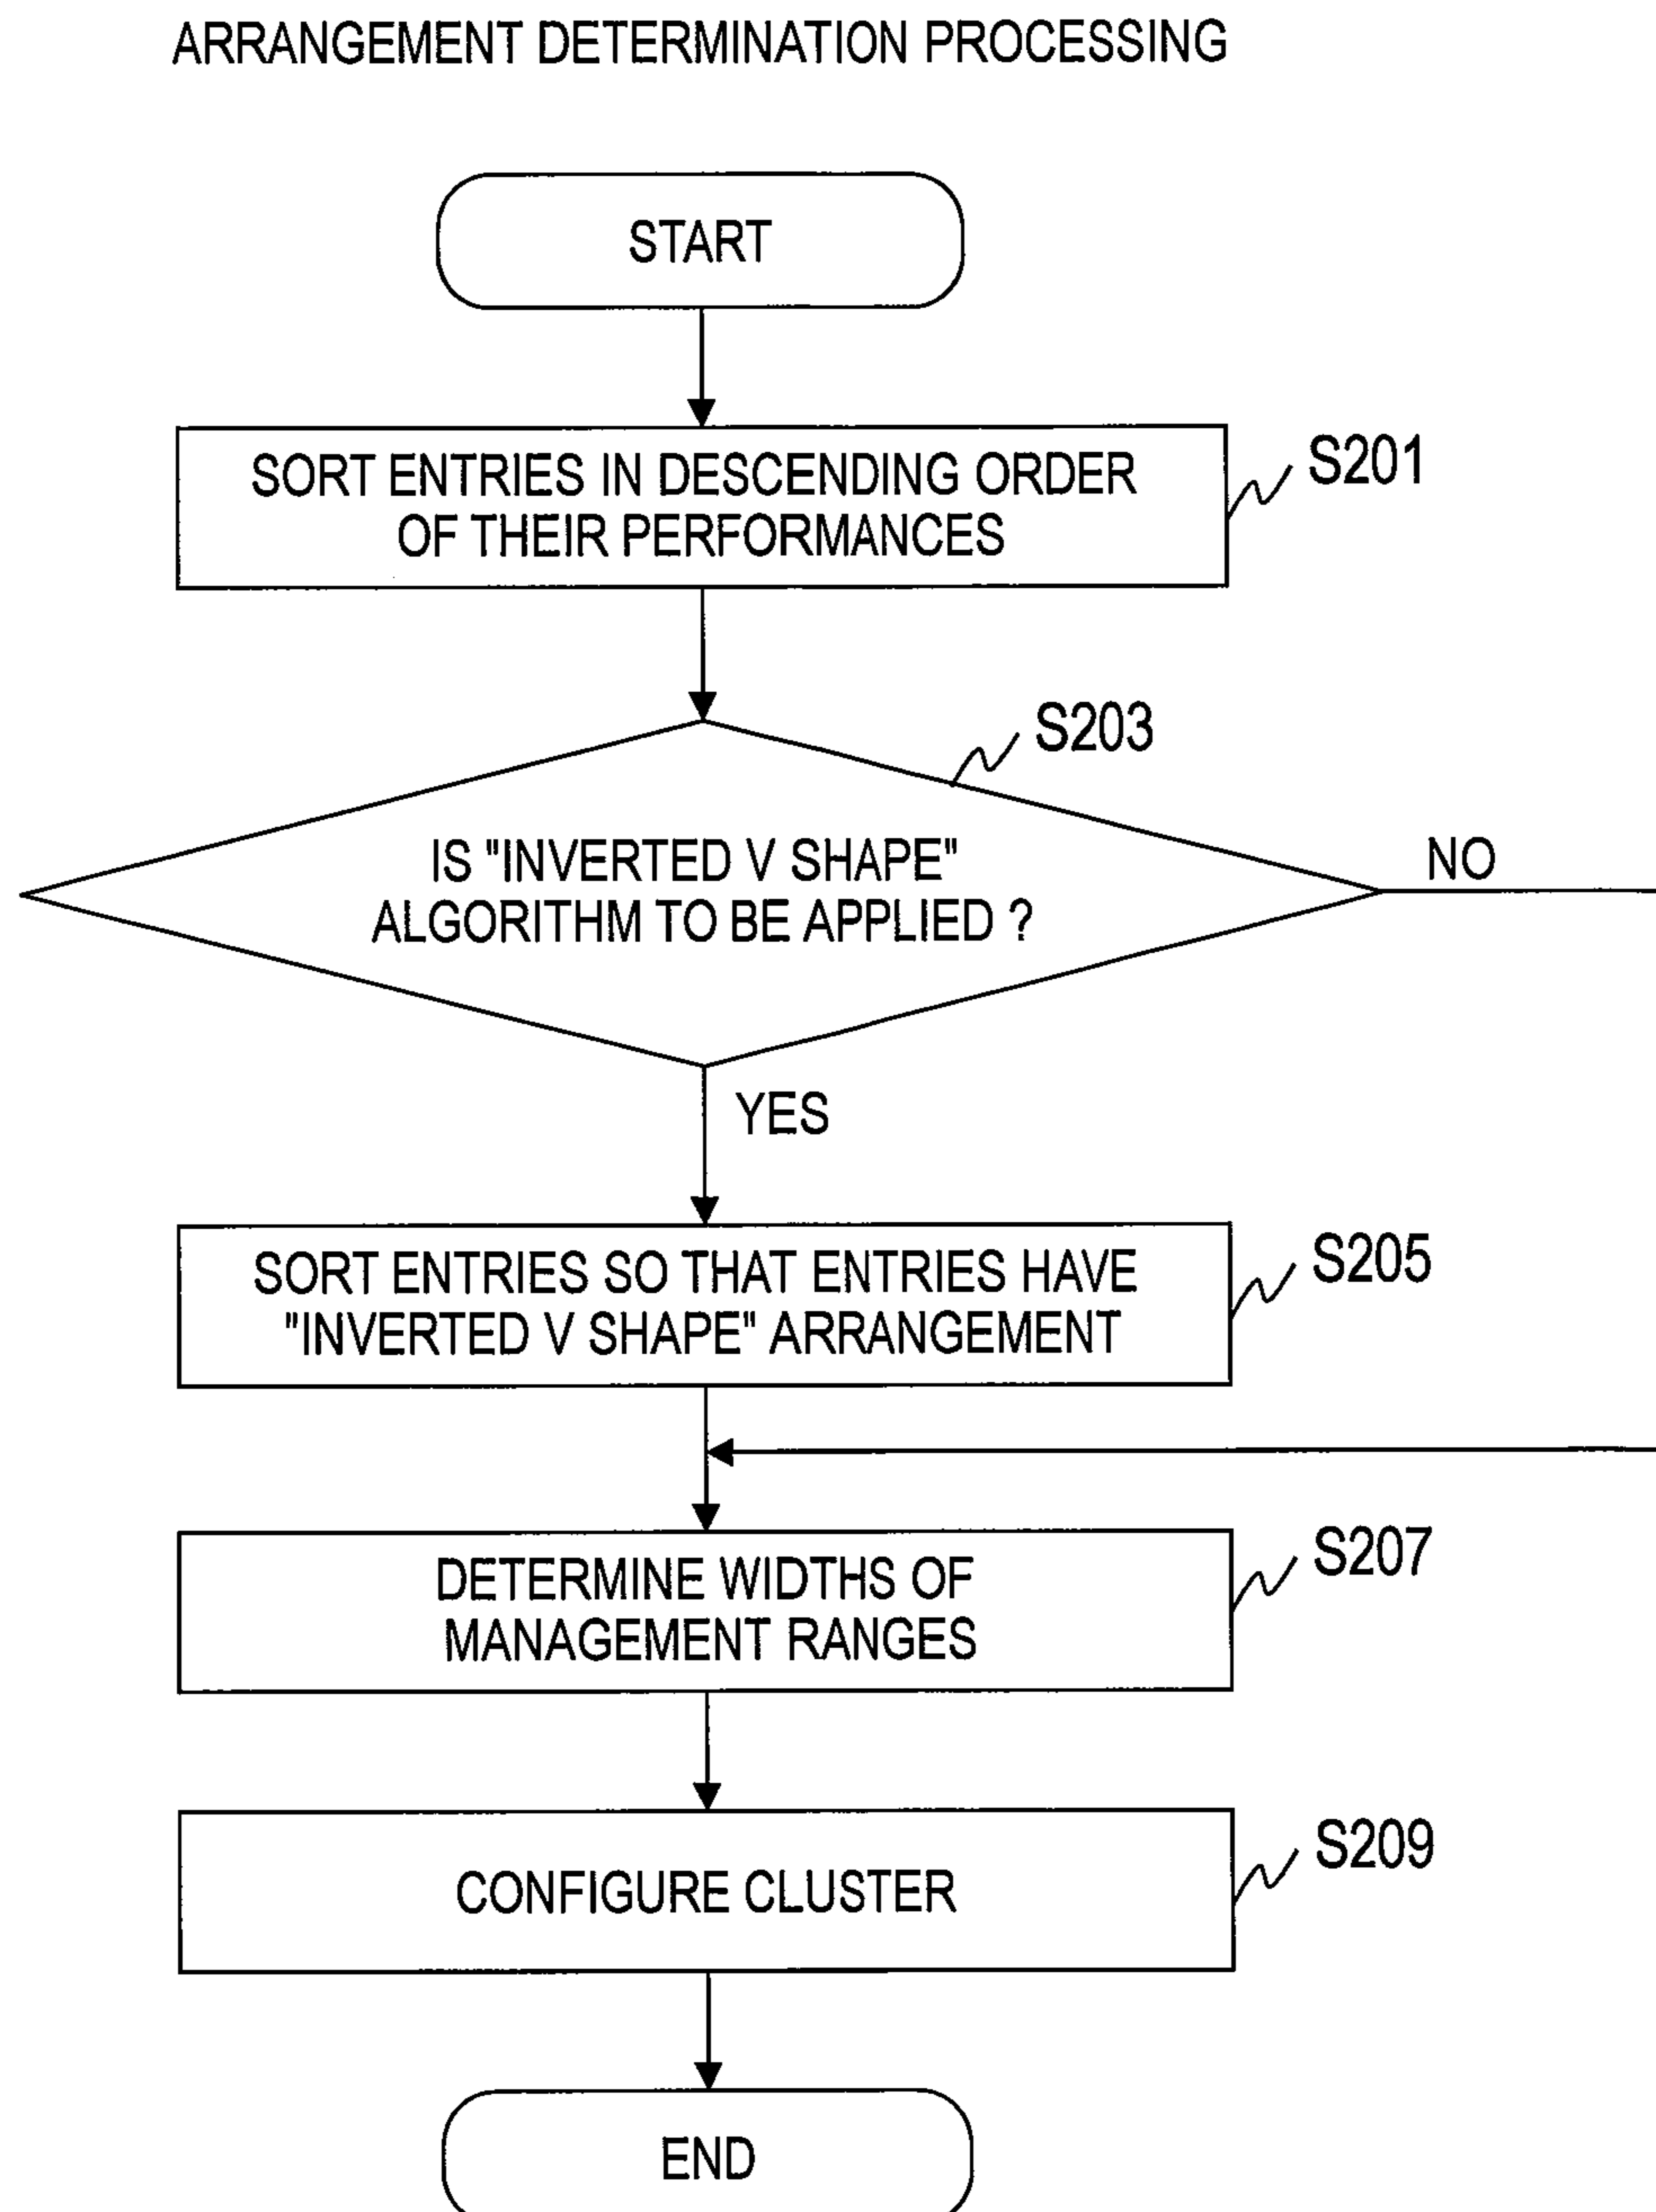 ARRANGEMENT DETERMINATION PROCESSING
START
SORT ENTRIES IN DESCENDING ORDER
OF THEIR PERFORMANCES
S201
S203
IS "INVERTED V SHAPE"
ALGORITHM TO BE APPLIED ?
NO
YES
SORT ENTRIES SO THAT ENTRIES HAVE
"INVERTED V SHAPE" ARRANGEMENT
S205
DETERMINE WIDTHS OF
MANAGEMENT RANGES
S207
CONFIGURE CLUSTER
S209
END